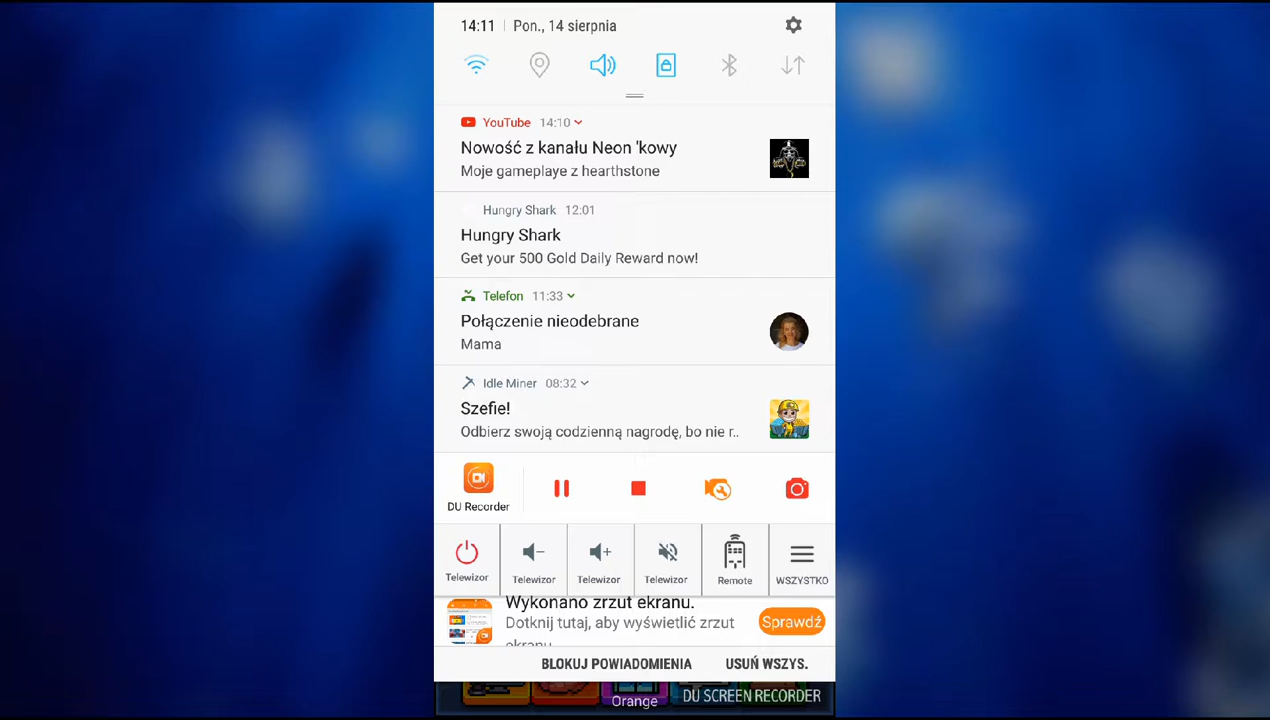 14:11 | Pon., 14 sierpnia
YouTube 14:10
Nowość z kanału Neon 'kowy
Moje gameplaye z hearthstone
Hungry Shark 12:01
Hungry Shark
Get your 500 Gold Daily Reward now!
Telefon 11:33
Połączenie nieodebrane
Mama
Idle Miner 08:32
Szefie!
Odbierz swoją codzienną nagrodę, bo nie r..
DU Recorder
Telewizor Telewizor Telewizor Telewizor Remote WSZYSTKO
Wykonano zrzut ekranu.
Dotknij tutaj, aby wyświetlić zrzut
ekranu
Sprawdź
BLOKUJ POWIADOMIENIA USUŃ WSZYS.
Orange
DU SCREEN RECORDER